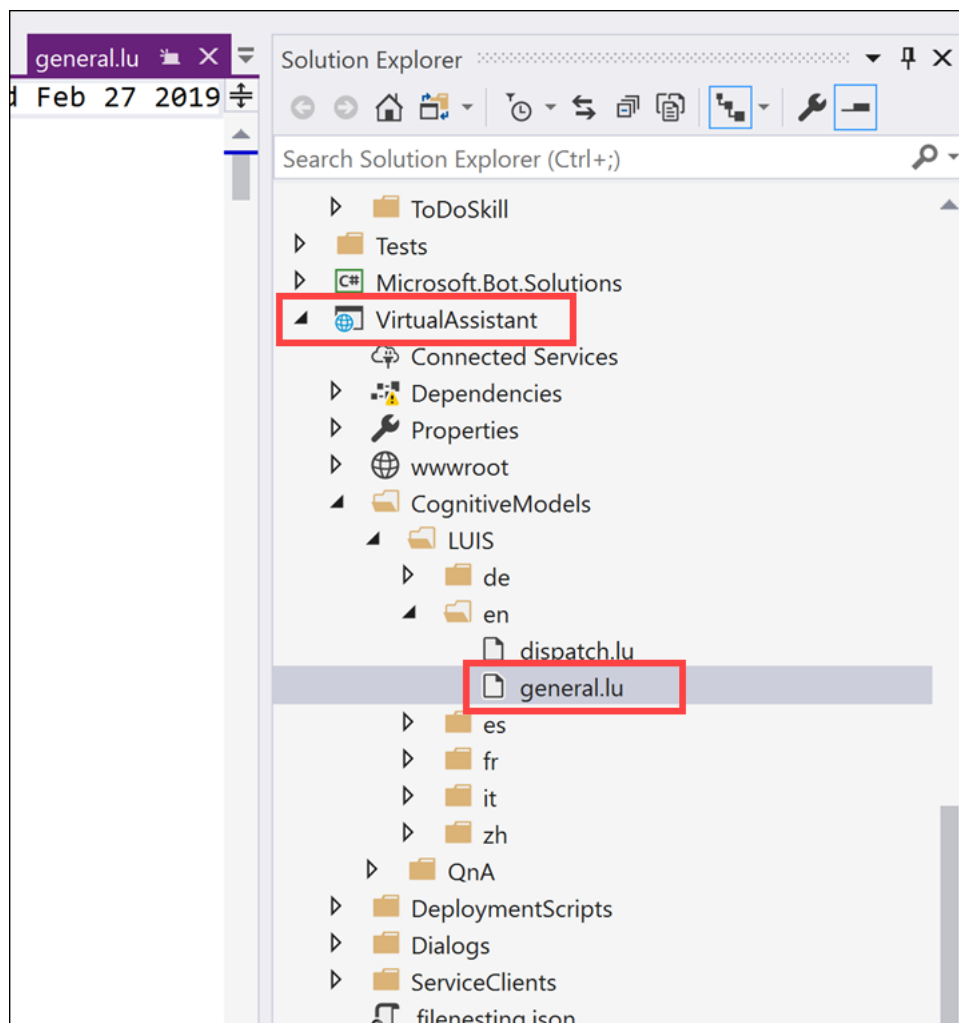 general.lu
Feb 27 2019
Solution Explorer
Search Solution Explorer (Ctrl+;)
ToDoSkill
Tests
C# Microsoft.Bot.Solutions
VirtualAssistant
Connected Services
Dependencies
Properties
wwwroot
CognitiveModels
LUIS
de
en
dispatch.lu
general.lu
es
fr
it
zh
QnA
DeploymentScripts
Dialogs
ServiceClients
.filenesting.json